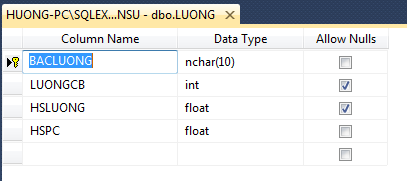 HUONG-PC\SQLEX...NSU - dbo.LUONG
Column Name Data Type Allow Nulls
BACLUONG nchar(10)
LUONGCB int
HSLUONG float
HSPC float